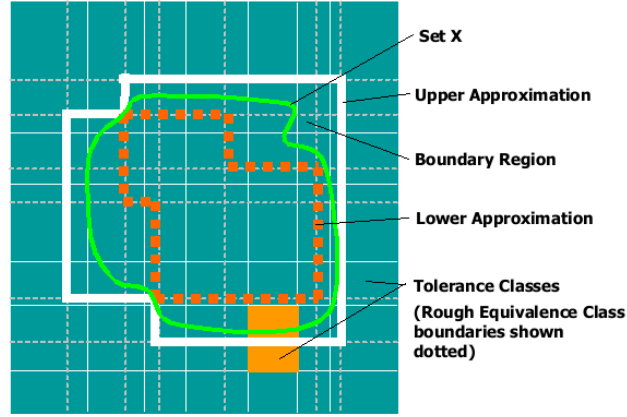 Set X
Upper Approximation
Boundary Region
Lower Approximation
Tolerance Classes
(Rough Equivalence Class
boundaries shown
dotted)